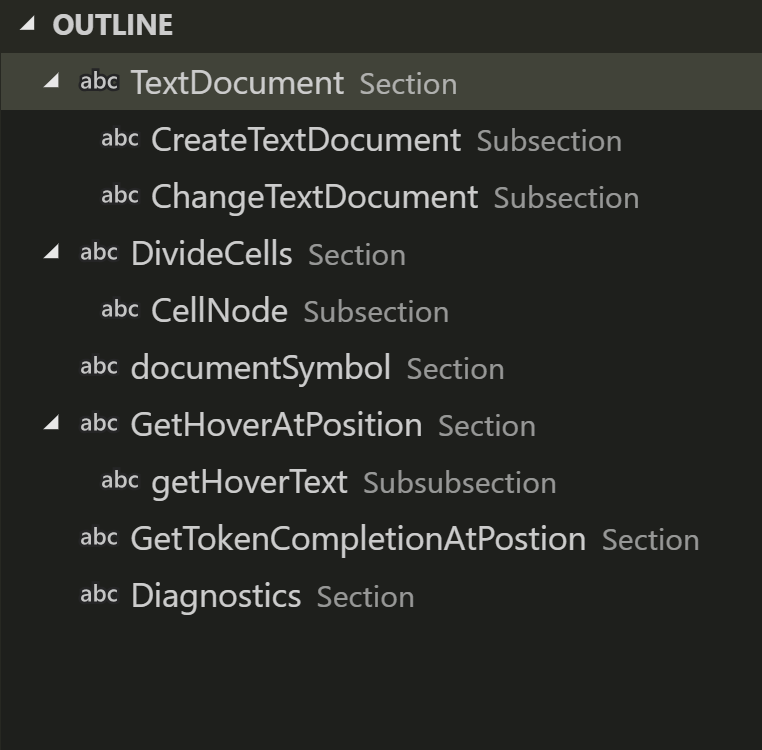 OUTLINE
abc TextDocument Section
abc CreateTextDocument Subsection
abc ChangeTextDocument Subsection
abc DivideCells Section
abc CellNode Subsection
abc documentSymbol Section
abc GetHoverAtPosition Section
abc getHoverText Subsubsection
abc GetTokenCompletionAtPostion Section
abc Diagnostics Section